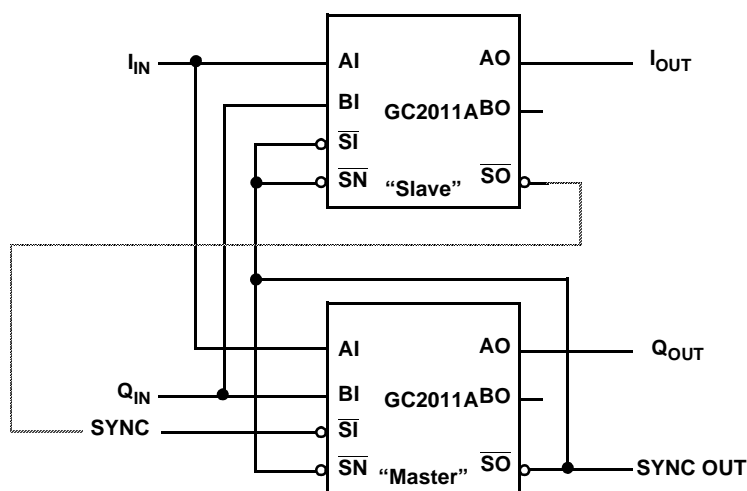 I_IN AI AO I_OUT
BI GC2011A BO
SI
SN “Slave” SO
AI AO Q_OUT
Q_IN BI GC2011A BO
SYNC SI
SN “Master” SO SYNC OUT